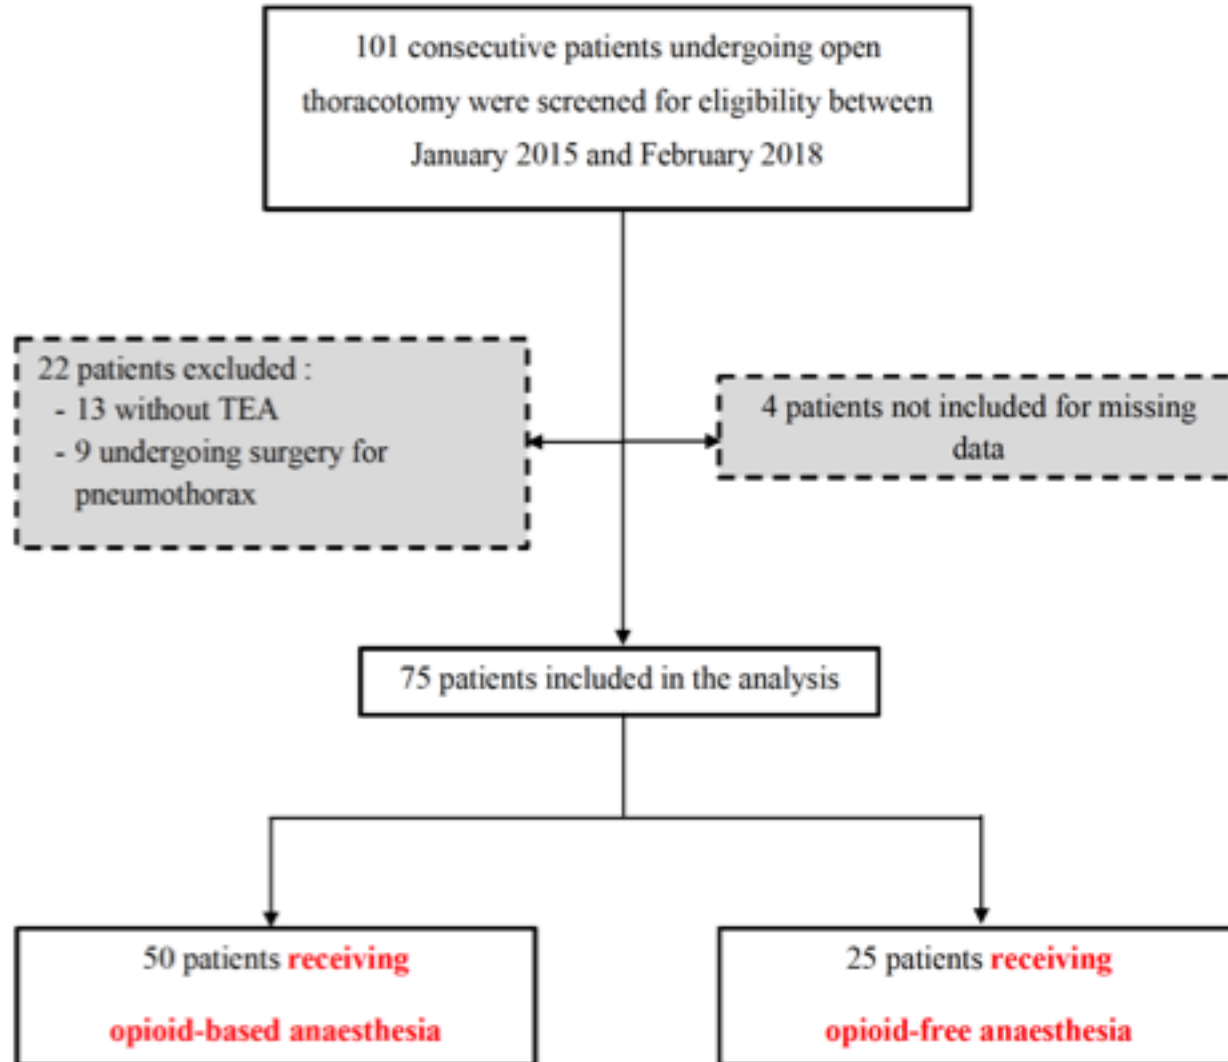 101 consecutive patients undergoing open
thoracotomy were screened for eligibility between
January 2015 and February 2018
22 patients excluded :
- 13 without TEA
- 9 undergoing surgery for
pneumothorax
4 patients not included for missing
data
75 patients included in the analysis
50 patients receiving
opioid-based anaesthesia
25 patients receiving
opioid-free anaesthesia